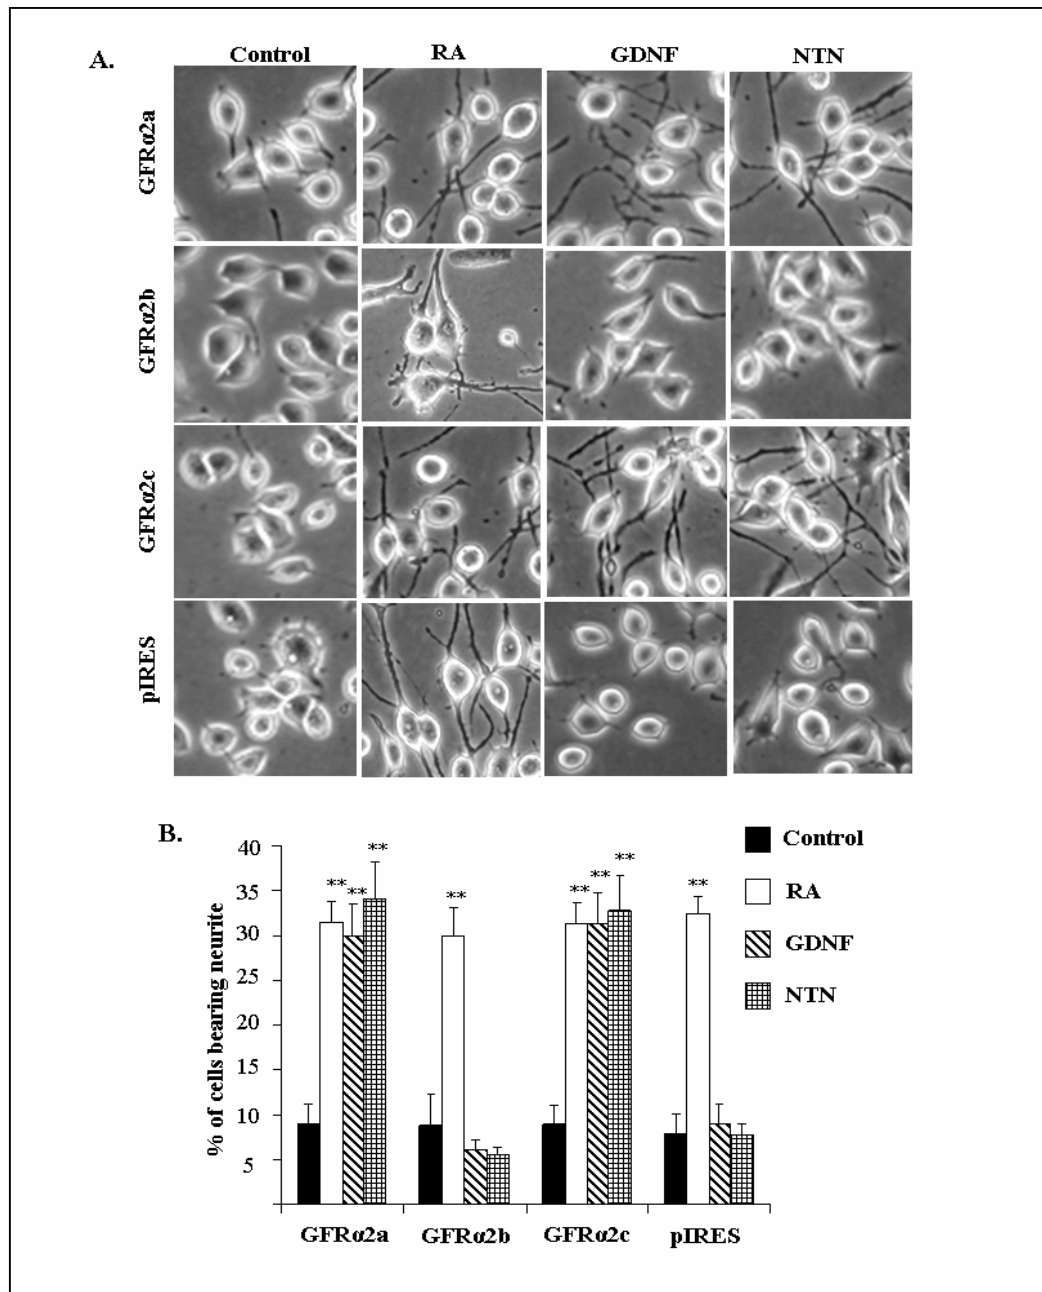 A.
Control RA GDNF NTN
GFRα2a
GFRα2b
GFRα2c
pIRES
B.
% of cells bearing neurite
40
35
30
25
20
15
10
5
** ** **
**
** ** **
**
Control
RA
GDNF
NTN
GFRα2a GFRα2b GFRα2c pIRES